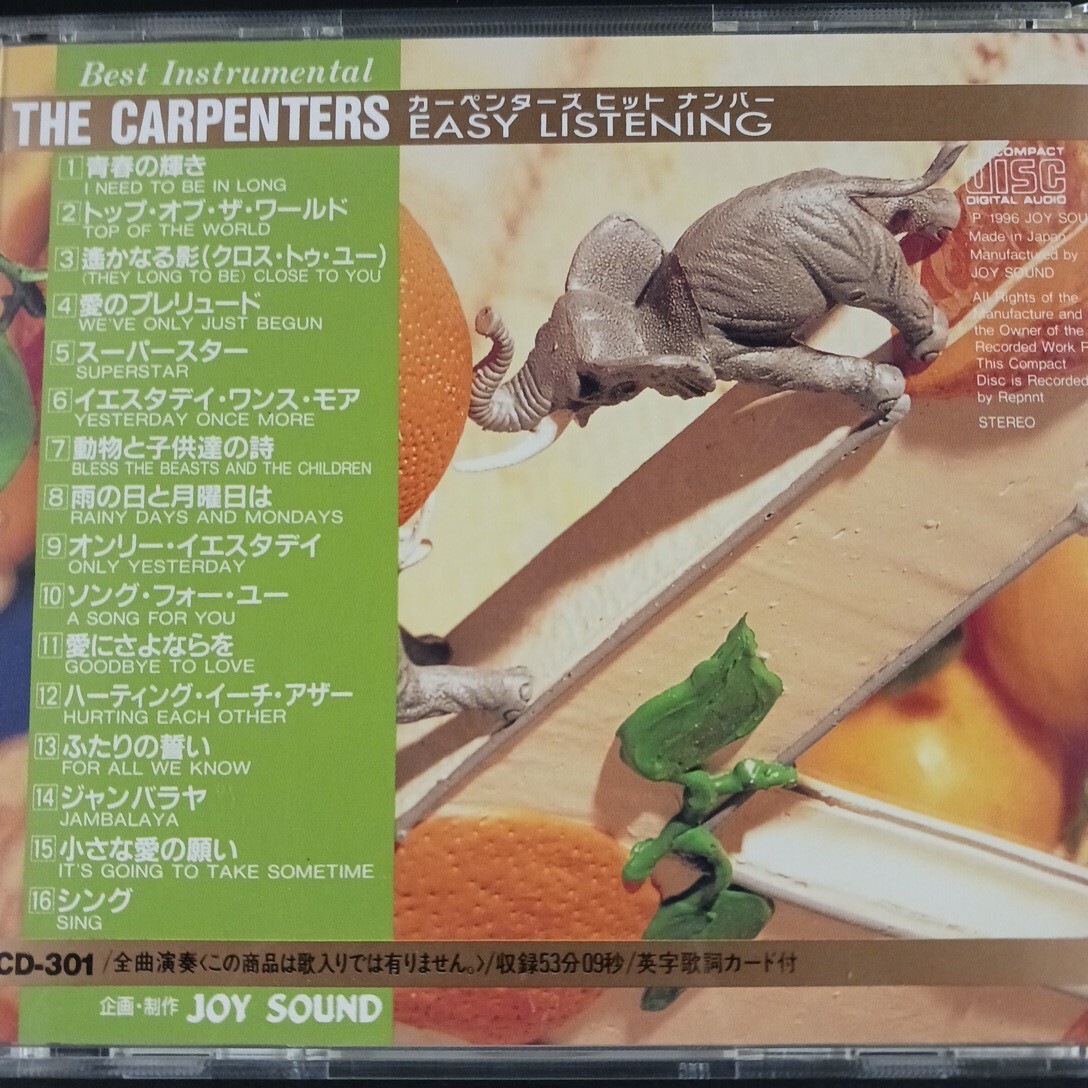 Best Instrumental
THE CARPENTERS
カーペンターズ ヒット ナンバー
EASY LISTENING
1 青春の輝き
I NEED TO BE IN LONG
2 トップ・オブ・ザ・ワールド
TOP OF THE WORLD
3 遙かなる影(クロス・トゥ・ユー)
(THEY LONG TO BE) CLOSE TO YOU
4 愛のプレリュード
WE'VE ONLY JUST BEGUN
5 スーパースター
SUPERSTAR
6 イエスタデイ・ワンス・モア
YESTERDAY ONCE MORE
7 動物と子供達の詩
BLESS THE BEASTS AND THE CHILDREN
8 雨の日と月曜日は
RAINY DAYS AND MONDAYS
9 オンリー・イエスタデイ
ONLY YESTERDAY
10 ソング・フォー・ユー
A SONG FOR YOU
11 愛にさよならを
GOODBYE TO LOVE
12 ハーティング・イーチ・アザー
HURTING EACH OTHER
13 ふたりの誓い
FOR ALL WE KNOW
14 ジャンバラヤ
JAMBALAYA
15 小さな愛の願い
IT'S GOING TO TAKE SOMETIME
16 シング
SING
COMPACT
DISC
DIGITAL AUDIO
P 1996 JOY SOU
Made in Japan
Manufactured by
JOY SOUND
All Rights of the
Manufacture and
the Owner of the
Recorded Work R
This Compact
Disc is Recorded
by Repnnt
STEREO
CD-301 /全曲演奏〈この商品は歌入りでは有りません。〉/収録53分09秒/英字歌詞カード付
企画・制作 JOY SOUND